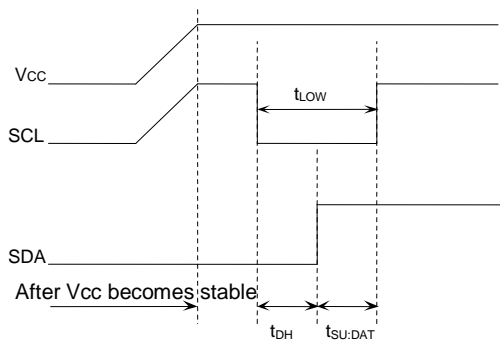 Vcc
tLOW
SCL
SDA
After Vcc becomes stable
tDH
tSU;DAT